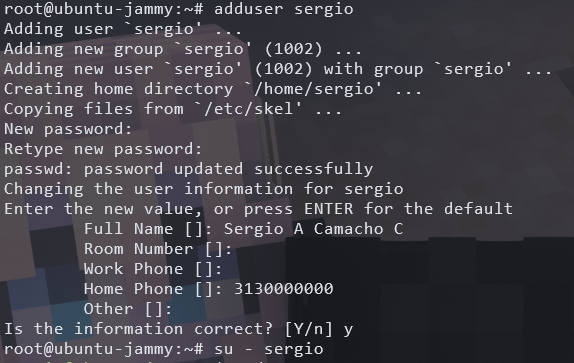 root@ubuntu-jammy:~# adduser sergio
Adding user `sergio' ...
Adding new group `sergio' (1002) ...
Adding new user `sergio' (1002) with group `sergio' ...
Creating home directory `/home/sergio' ...
Copying files from `/etc/skel' ...
New password:
Retype new password:
passwd: password updated successfully
Changing the user information for sergio
Enter the new value, or press ENTER for the default
Full Name []: Sergio A Camacho C
Room Number []:
Work Phone []:
Home Phone []: 3130000000
Other []:
Is the information correct? [Y/n] y
root@ubuntu-jammy:~# su - sergio